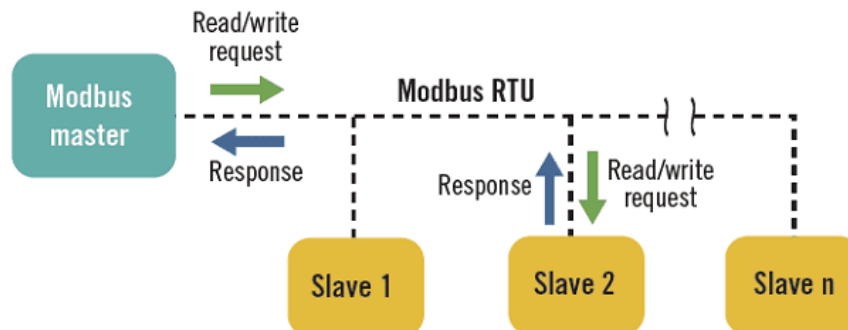 Read/write
request
Modbus
master
Modbus RTU
Response
Response
Read/write
request
Slave 1
Slave 2
Slave n